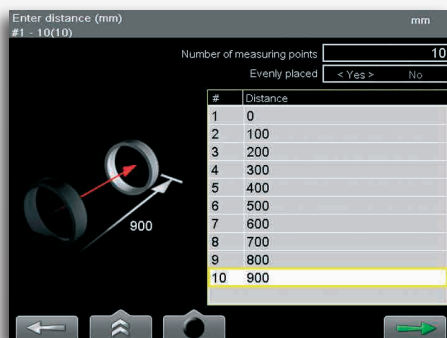 Enter distance (mm) mm
#1 - 10(10)
Number of measuring points 10
Evenly placed < Yes > No
# Distance
1 0
2 100
3 200
4 300
5 400
6 500
7 600
8 700
9 800
10 900
900